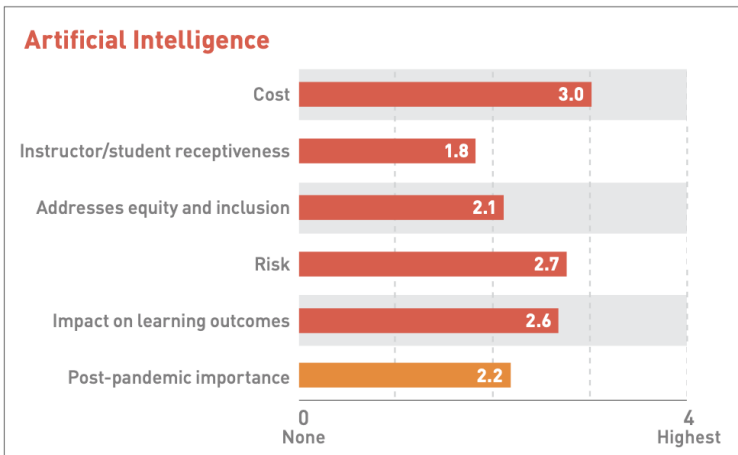 Artificial Intelligence
Cost
3.0
Instructor/student receptiveness
1.8
Addresses equity and inclusion
2.1
Risk
2.7
Impact on learning outcomes
2.6
Post-pandemic importance
2.2
0
4
None
Highest